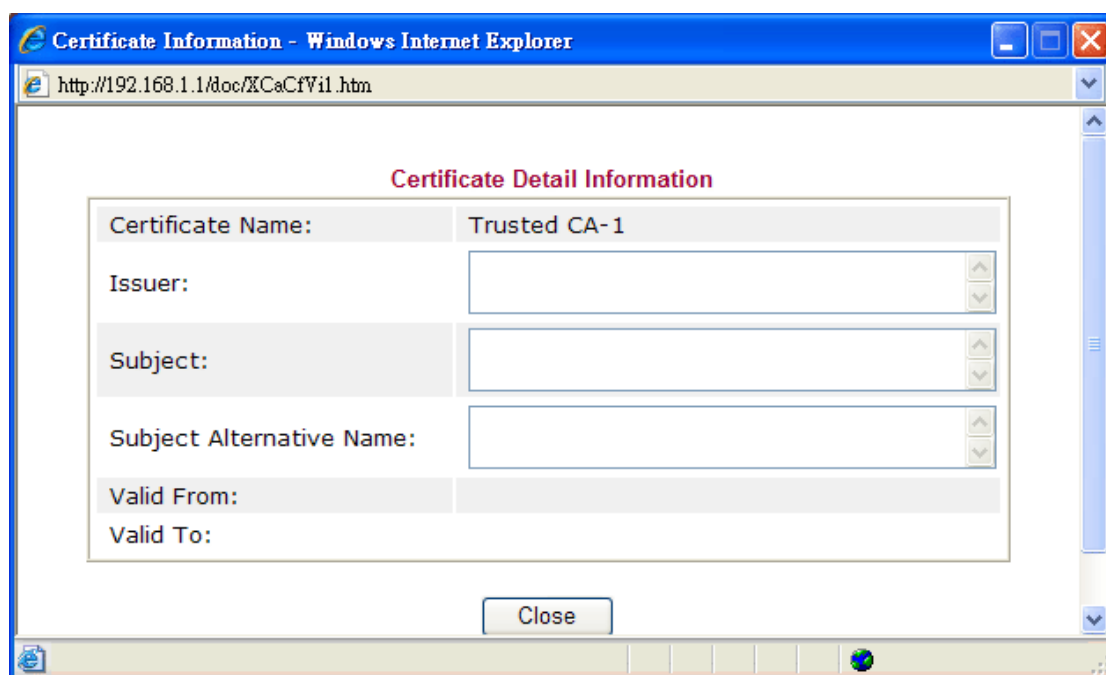 Certificate Information - Windows Internet Explorer
http://192.168.1.1/doc/XCaCfVi1.htm
Certificate Detail Information
Certificate Name: Trusted CA-1
Issuer:
Subject:
Subject Alternative Name:
Valid From:
Valid To:
Close